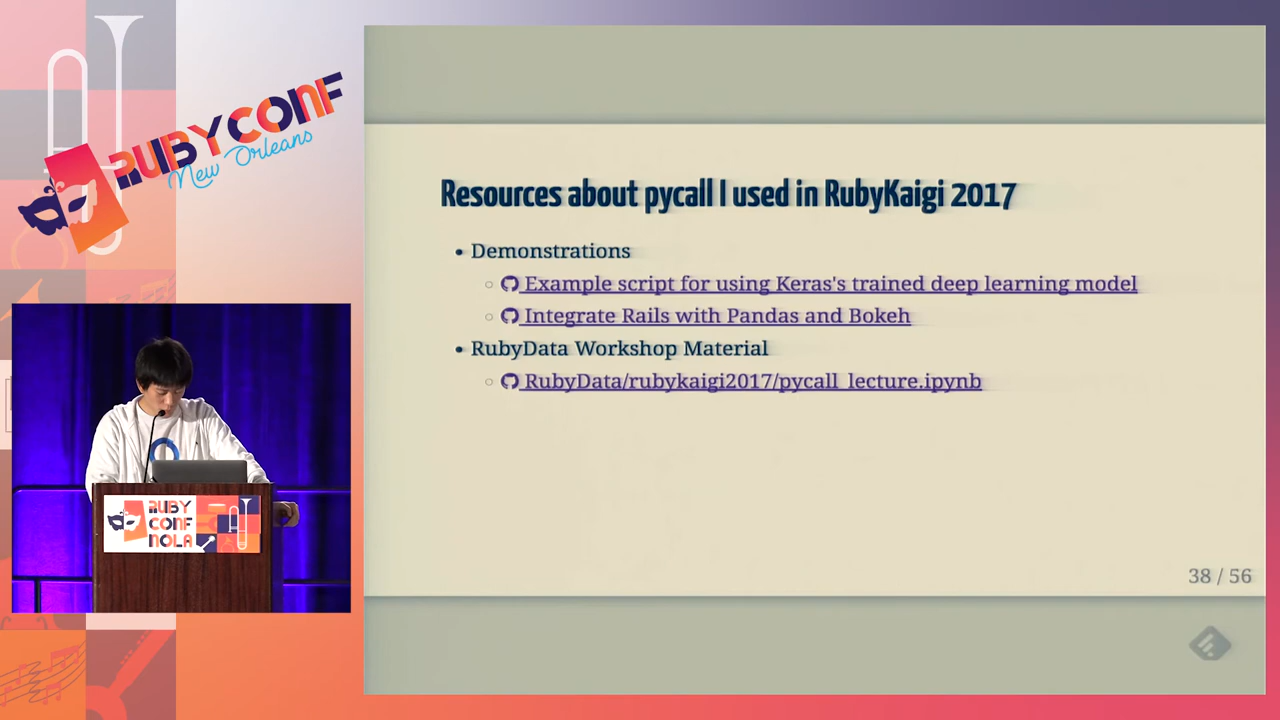 RUBYCONF
New Orleans
RUBY
CONF
NOLA
Resources about pycall I used in RubyKaigi 2017
• Demonstrations
○ Example script for using Keras's trained deep learning model
○ Integrate Rails with Pandas and Bokeh
• RubyData Workshop Material
○ RubyData/rubykaigi2017/pycall_lecture.ipynb
38 / 56